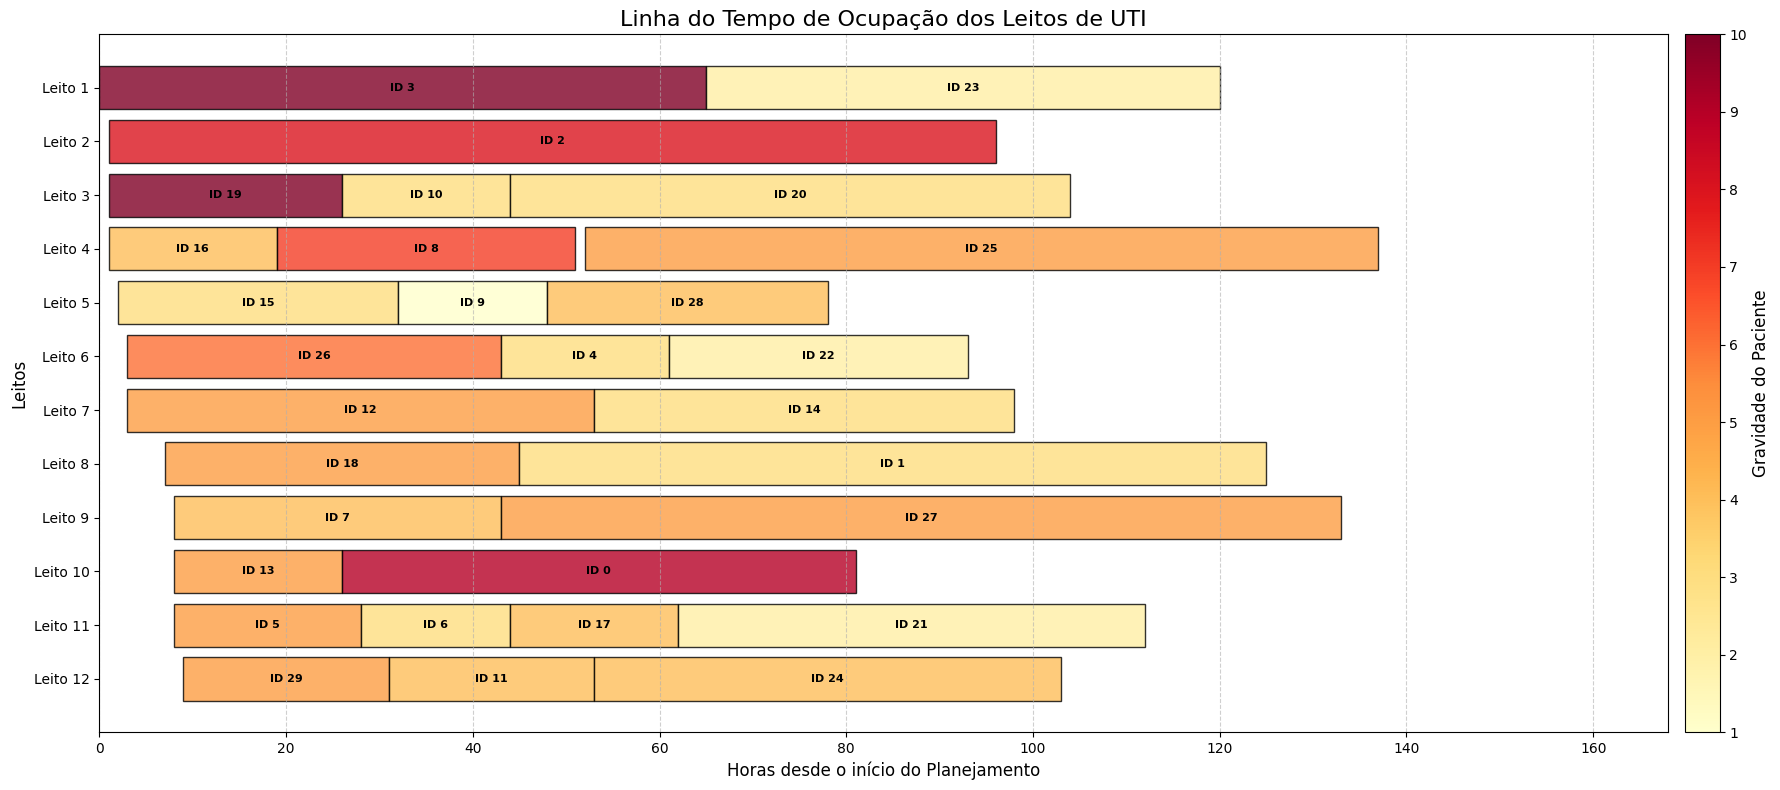 Linha do Tempo de Ocupação dos Leitos de UTI
Leito 1 ID 3 ID 23
Leito 2 ID 2
Leito 3 ID 19 ID 10 ID 20
Leito 4 ID 16 ID 8 ID 25
Leito 5 ID 15 ID 9 ID 28
Leito 6 ID 26 ID 4 ID 22
Leito 7 ID 12 ID 14
Leito 8 ID 18 ID 1
Leito 9 ID 7 ID 27
Leito 10 ID 13 ID 0
Leito 11 ID 5 ID 6 ID 17 ID 21
Leito 12 ID 29 ID 11 ID 24
Leitos
0 20 40 60 80 100 120 140 160
Horas desde o início do Planejamento
10
9
8
7
6
5
4
3
2
1
Gravidade do Paciente